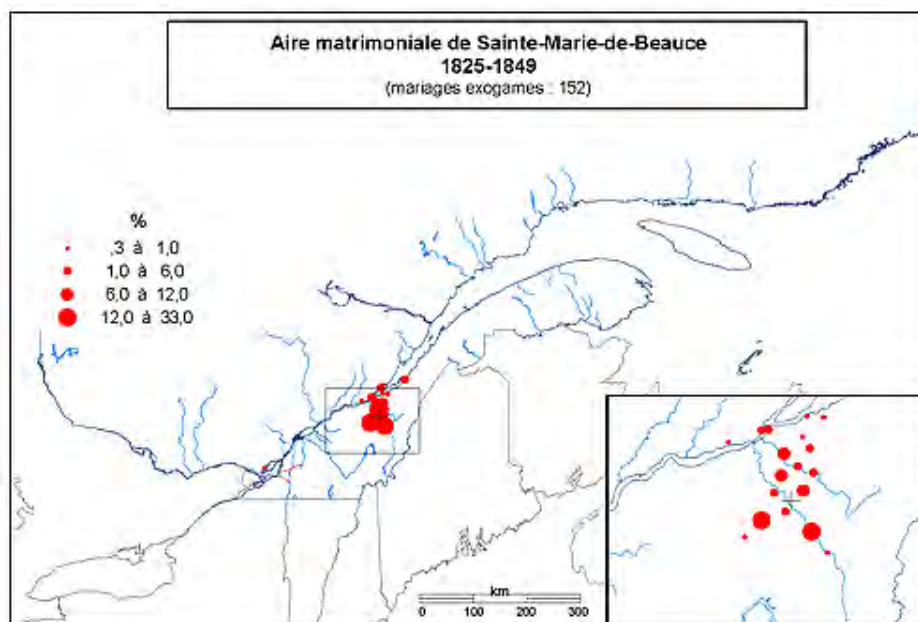 Aire matrimoniale de Sainte-Marie-de-Beauce
1825-1849
(mariages exogames : 152)
%
,3 à 1,0
1,0 à 6,0
6,0 à 12,0
12,0 à 33,0
km
0 100 200 300